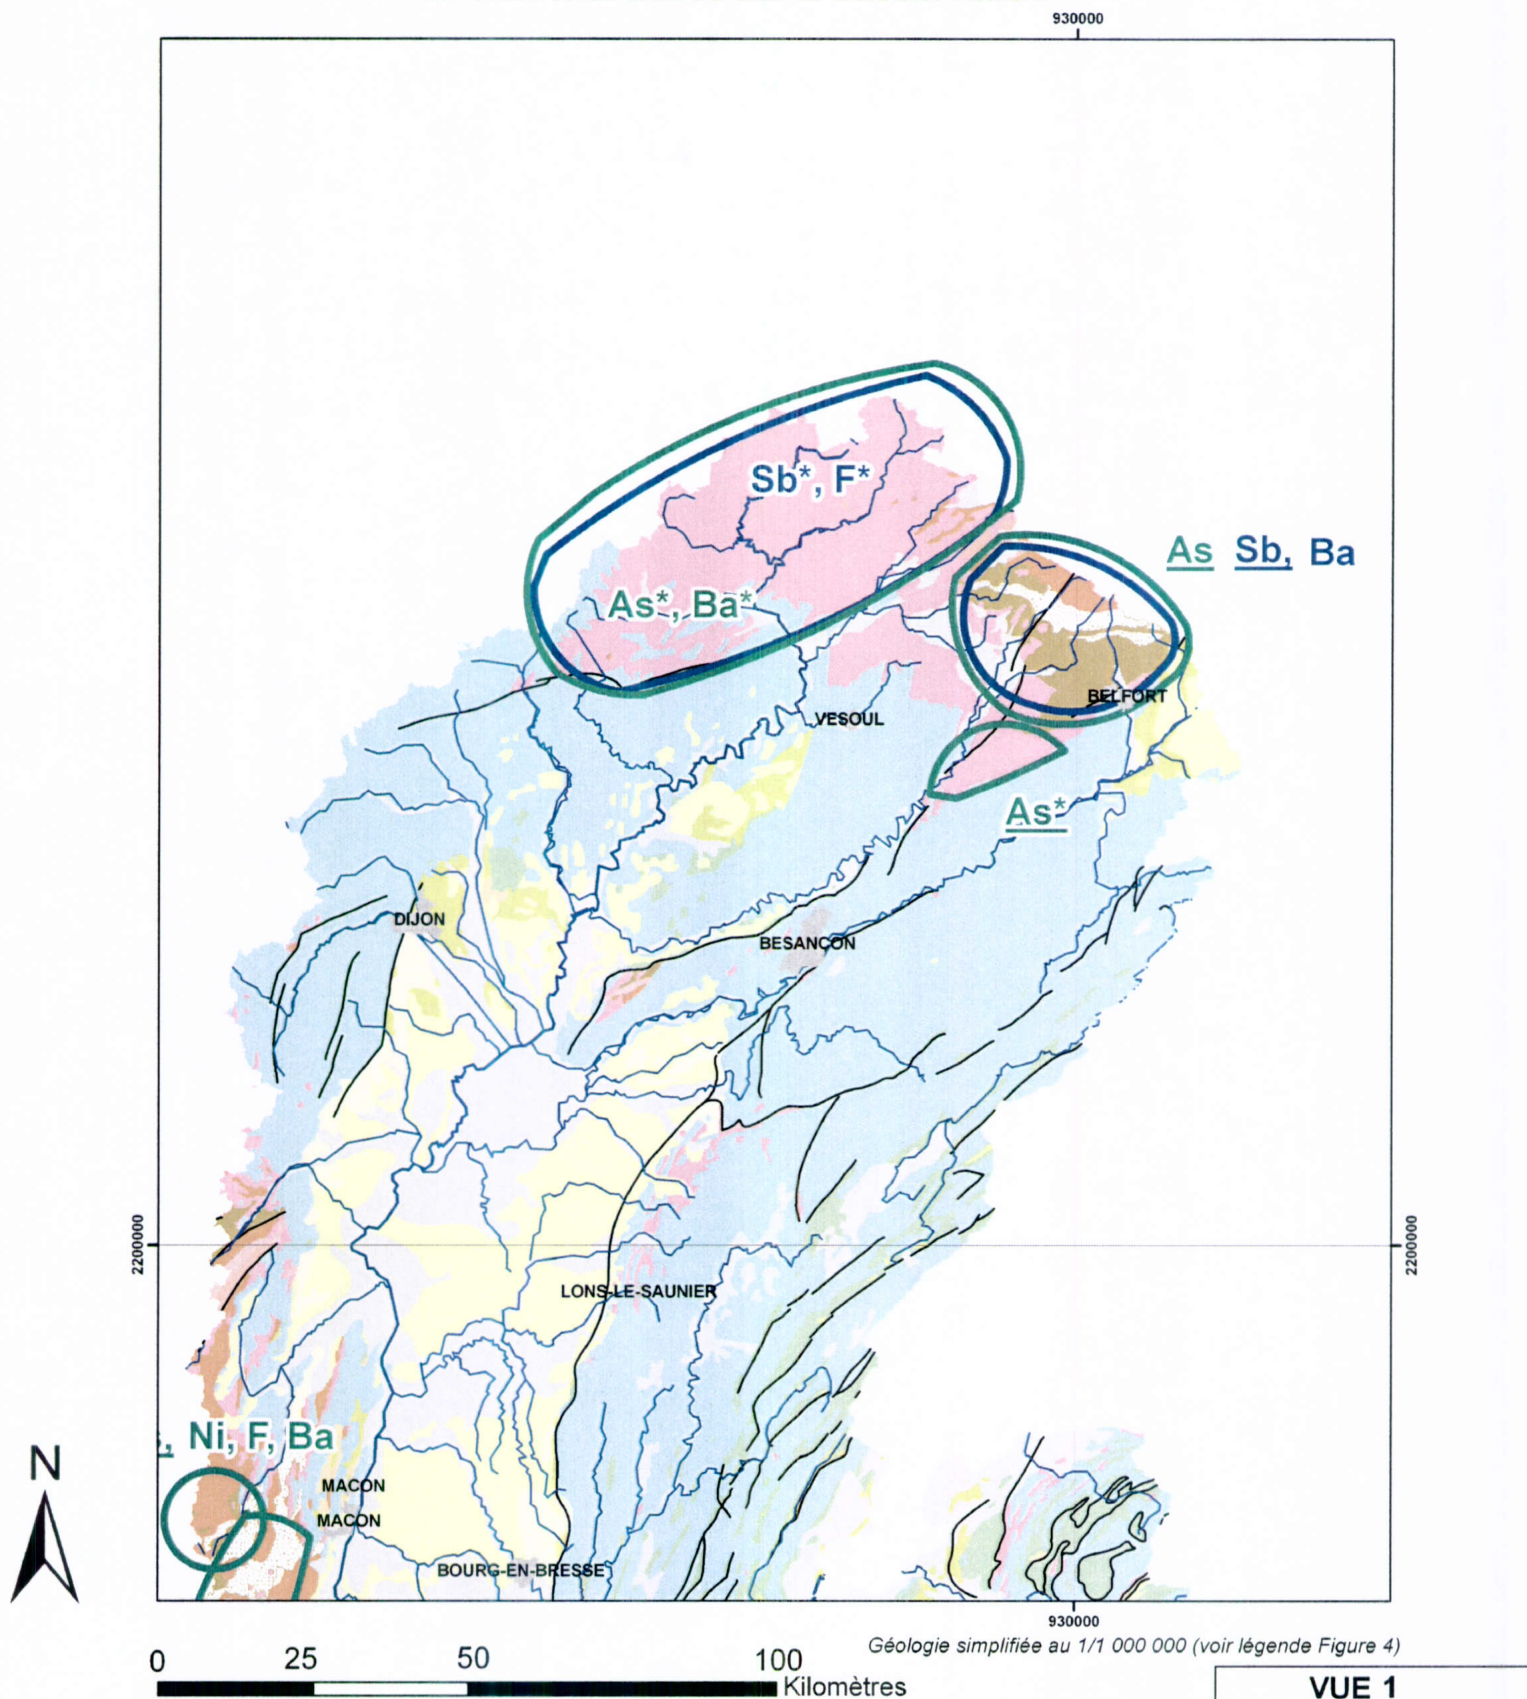 930000
Sb*, F*
As Sb, Ba
As*, Ba*
BELFORT
VESOUL
As*
DIJON
BESANCON
2200000
2200000
LONS-LE-SAUNIER
, Ni, F, Ba
N
MACON
MACON
BOURG-EN-BRESSE
930000
Géologie simplifiée au 1/1 000 000 (voir légende Figure 4)
0 25 50 100
Kilomètres
VUE 1